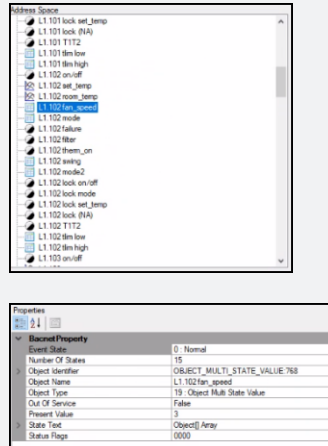 Address Space
L1.101 lock set_temp
L1.101 lock (NA)
L1.101 T1T2
L1.101 tlim low
L1.101 tlim high
L1.102 on/off
L1.102 set_temp
L1.102 room_temp
L1.102 fan_speed
L1.102 mode
L1.102 failure
L1.102 filter
L1.102 therm_on
L1.102 swing
L1.102 mode2
L1.102 lock on/off
L1.102 lock mode
L1.102 lock set_temp
L1.102 lock (NA)
L1.102 T1T2
L1.102 tlim low
L1.102 tlim high
L1.103 on/off
Properties
BacnetProperty
Event State 0 : Normal
Number Of States 15
Object Identifier OBJECT_MULTI_STATE_VALUE:768
Object Name L1.102 fan_speed
Object Type 19 : Object Multi State Value
Out Of Service False
Present Value 3
State Text Object[] Array
Status Flags 0000